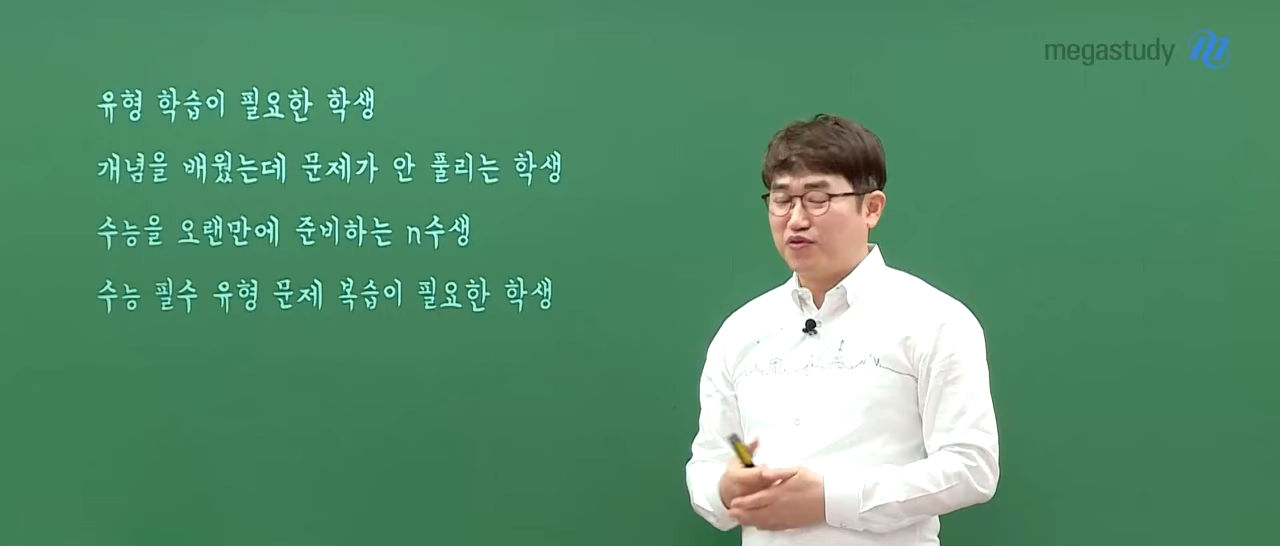 megastudy
유형 학습이 필요한 학생
개념을 배웠는데 문제가 안 풀리는 학생
수능을 오랜만에 준비하는 n수생
수능 필수 유형 문제 복습이 필요한 학생